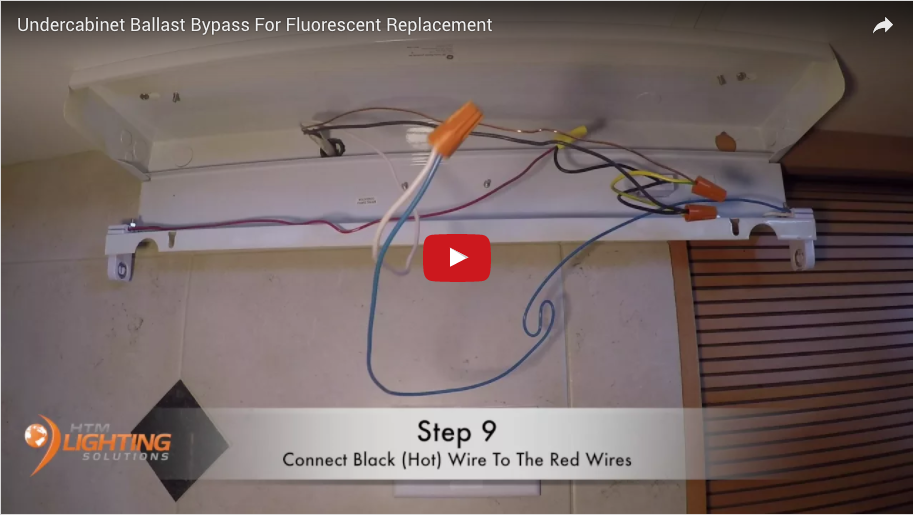 Undercabinet Ballast Bypass For Fluorescent Replacement
HTM
LIGHTING
SOLUTIONS
Step 9
Connect Black (Hot) Wire To The Red Wires